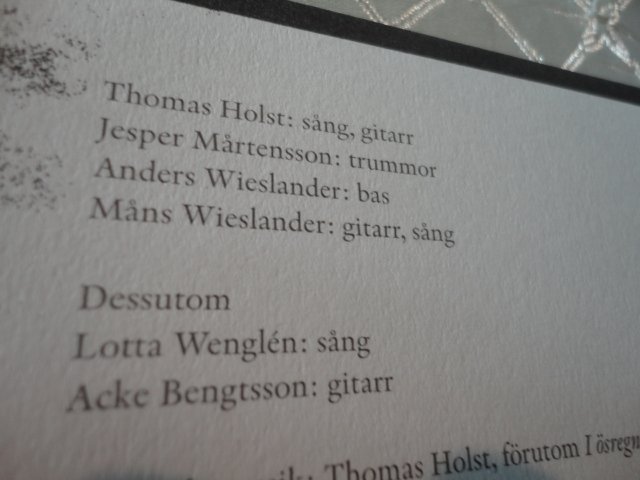 Thomas Holst: sång, gitarr
Jesper Mårtensson: trummor
Anders Wieslander: bas
Måns Wieslander: gitarr, sång
Dessutom
Lotta Wenglén: sång
Acke Bengtsson: gitarr
Thomas Holst, förutom I ösregn